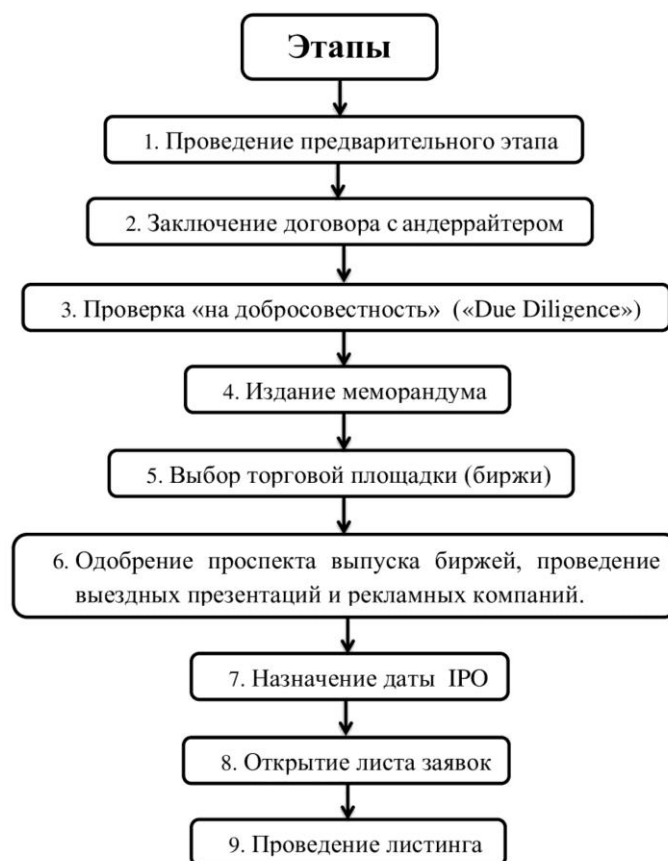 Этапы
1. Проведение предварительного этапа
2. Заключение договора с андеррайтером
3. Проверка «на добросовестность» («Due Diligence»)
4. Издание меморандума
5. Выбор торговой площадки (биржи)
6. Одобрение проспекта выпуска биржей, проведение
выездных презентаций и рекламных компаний.
7. Назначение даты IPO
8. Открытие листа заявок
9. Проведение листинга